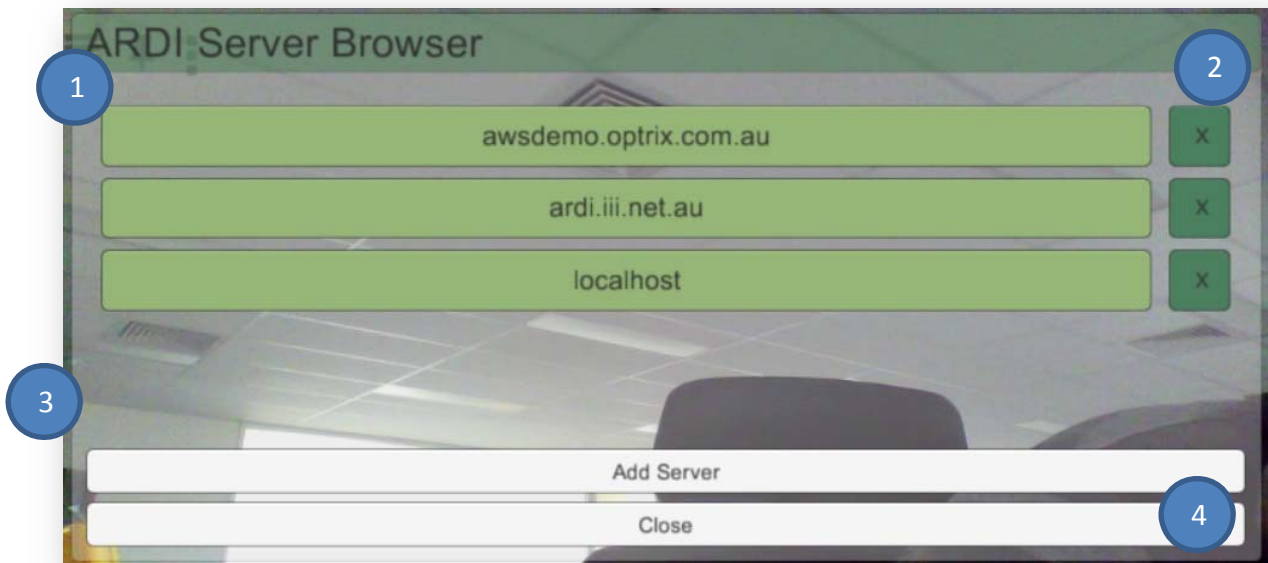 ARDI Server Browser
1
2
awsdemo.optrix.com.au
X
ardi.iii.net.au
X
localhost
X
3
Add Server
Close
4